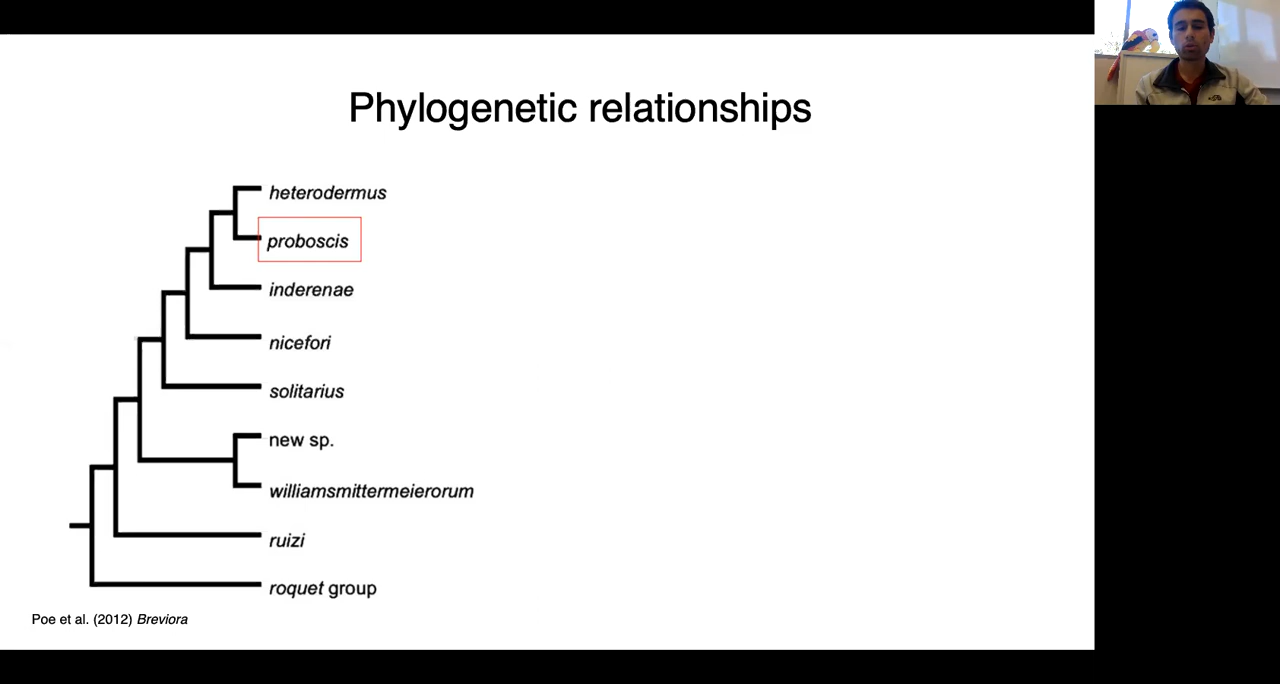 Phylogenetic relationships
heterodermus
proboscis
inderenae
nicefori
solitarius
new sp.
williamsmittermeierorum
ruizi
roquet group
Poe et al. (2012) Breviora